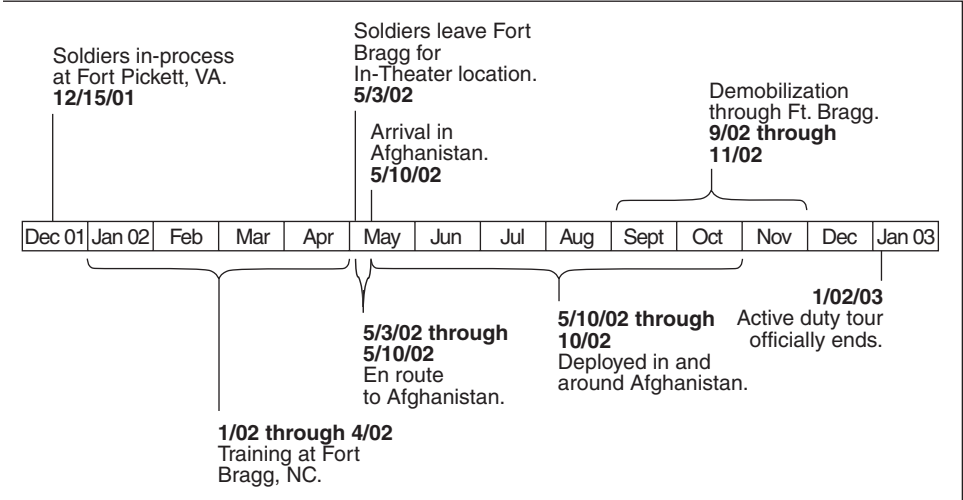 Soldiers in-process
at Fort Pickett, VA.
12/15/01
Soldiers leave Fort
Bragg for
In-Theater location.
5/3/02
Arrival in
Afghanistan.
5/10/02
Demobilization
through Ft. Bragg.
9/02 through
11/02
Dec 01 Jan 02 Feb Mar Apr May Jun Jul Aug Sept Oct Nov Dec Jan 03
1/02 through 4/02
Training at Fort
Bragg, NC.
5/3/02 through
5/10/02
En route
to Afghanistan.
5/10/02 through
10/02
Deployed in and
around Afghanistan.
1/02/03
Active duty tour
officially ends.